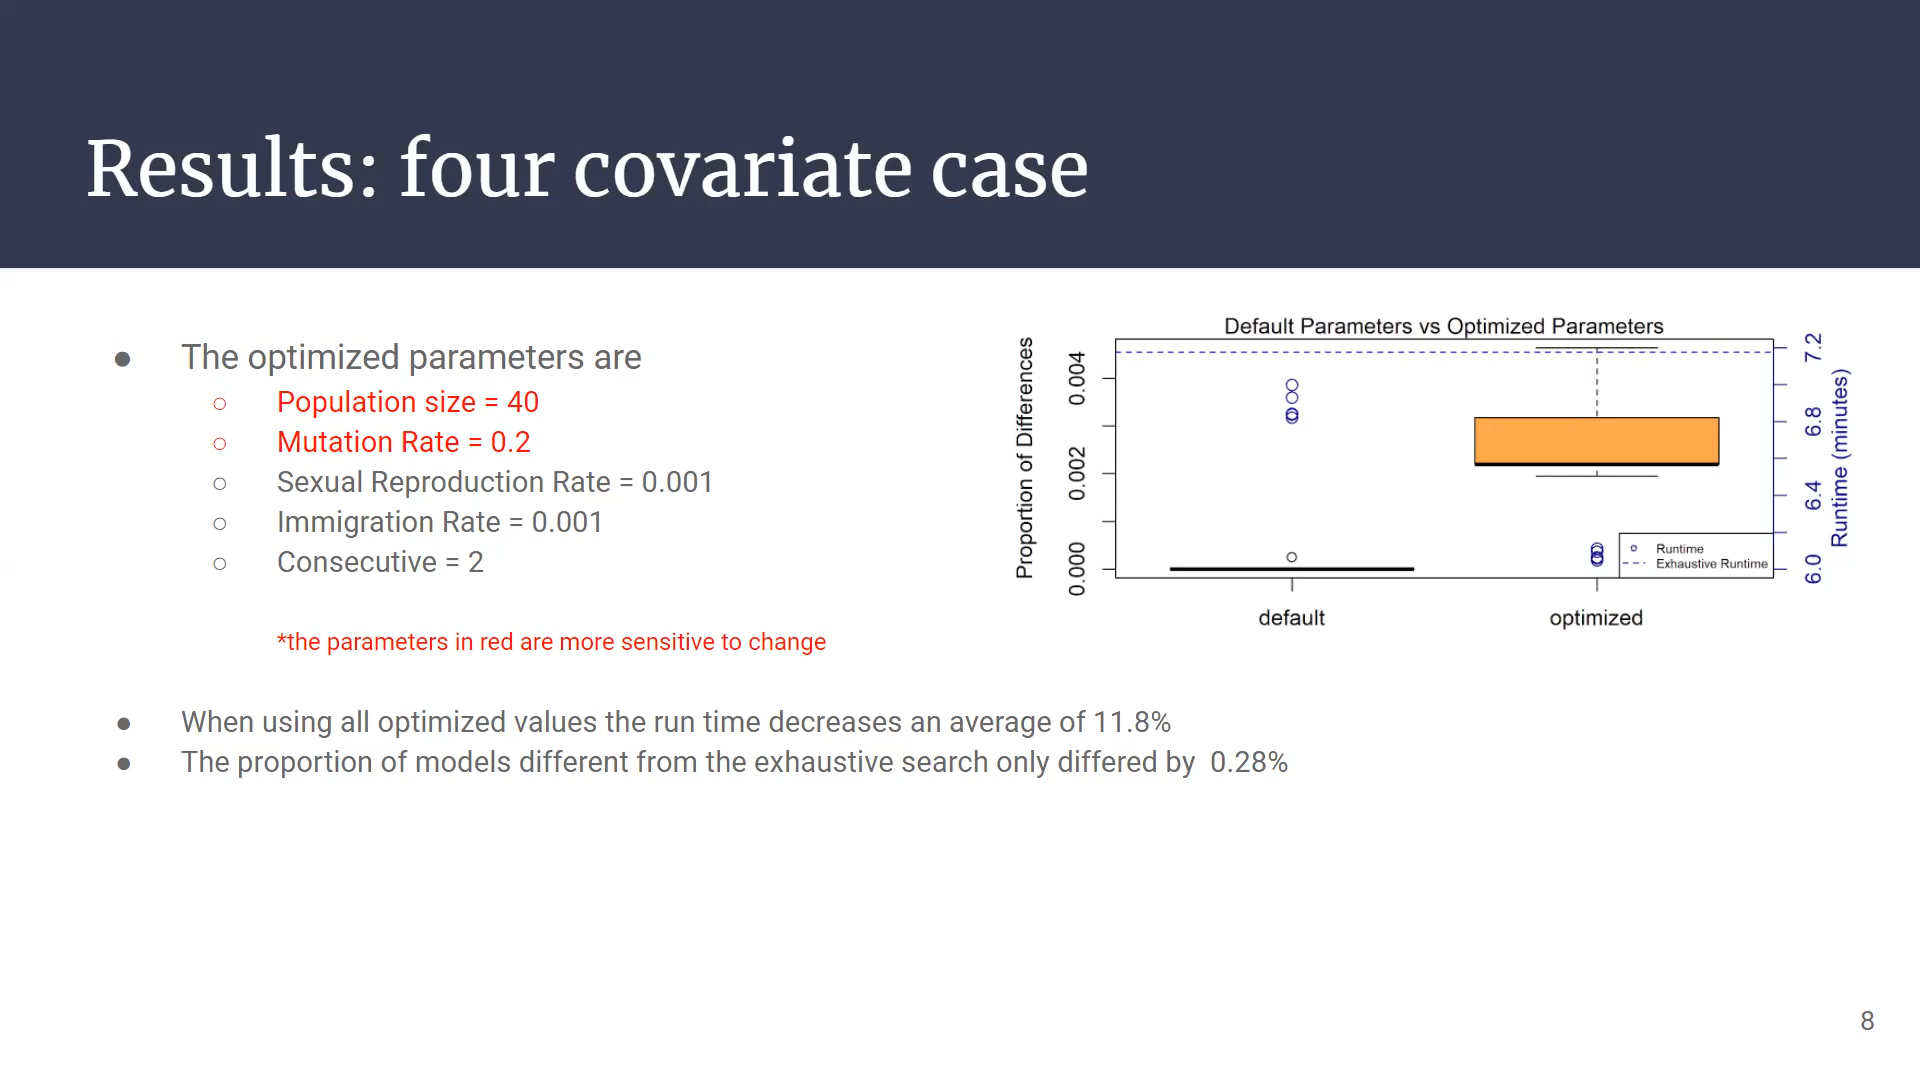 Results: four covariate case
● The optimized parameters are
○ Population size = 40
○ Mutation Rate = 0.2
○ Sexual Reproduction Rate = 0.001
○ Immigration Rate = 0.001
○ Consecutive = 2
*the parameters in red are more sensitive to change
● When using all optimized values the run time decreases an average of 11.8%
● The proportion of models different from the exhaustive search only differed by 0.28%
Default Parameters vs Optimized Parameters
Proportion of Differences
0.004
0.002
0.000
7.2
6.8
6.4
6.0
Runtime (minutes)
Runtime
Exhaustive Runtime
default
optimized
8